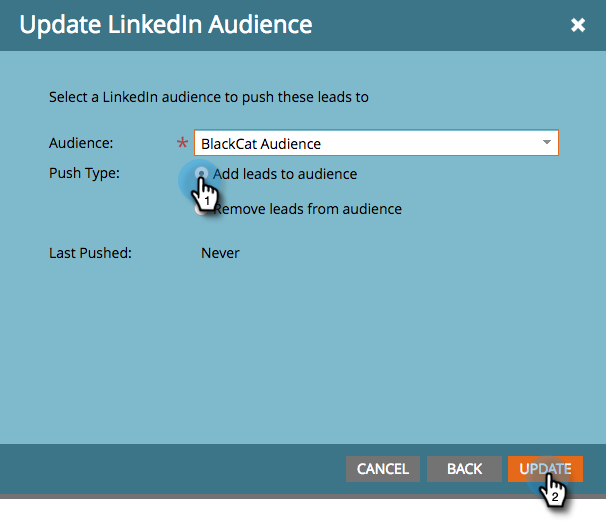 Update LinkedIn Audience
Select a LinkedIn audience to push these leads to
Audience: * BlackCat Audience
Push Type: Add leads to audience
1
Remove leads from audience
Last Pushed: Never
CANCEL BACK UPDATE
2